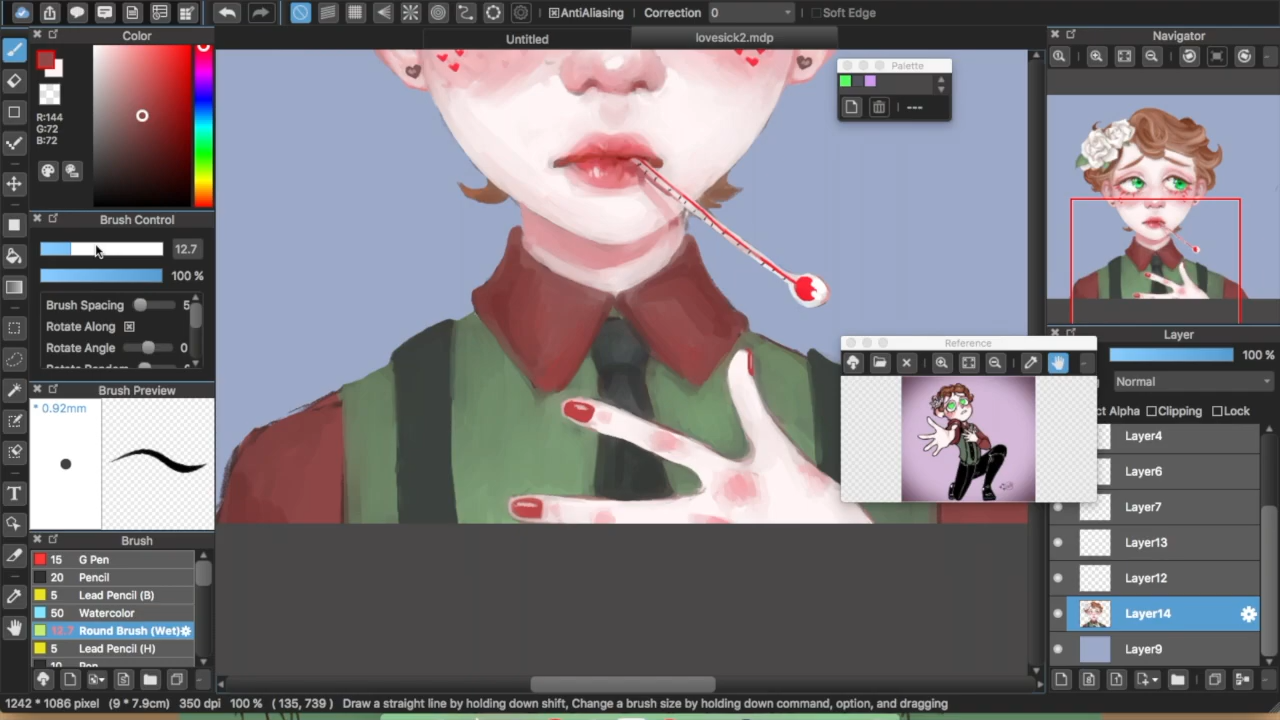 AntiAliasing Correction 0 Soft Edge
Color
Untitled
lovesick2.mdp
Navigator
Palette
---
R:144
G:72
B:72
Brush Control
12.7
100 %
Brush Spacing 5
Rotate Along
Rotate Angle 0
Brush Preview
* 0.92mm
Brush
15 G Pen
20 Pencil
5 Lead Pencil (B)
50 Watercolor
12.7 Round Brush (Wet)
5 Lead Pencil (H)
10 Pen
Reference
Layer
100 %
Normal
ct Alpha Clipping Lock
Layer4
Layer6
Layer7
Layer13
Layer12
Layer14
Layer9
1242 * 1086 pixel (9 * 7.9cm) 350 dpi 100 % ( 135, 739 ) Draw a straight line by holding down shift, Change a brush size by holding down command, option, and dragging